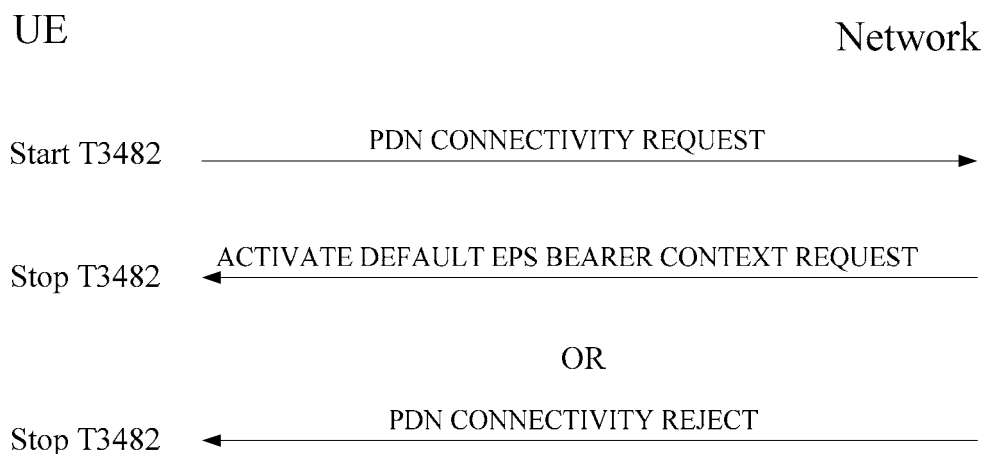 UE
Network
Start T3482
PDN CONNECTIVITY REQUEST
Stop T3482
ACTIVATE DEFAULT EPS BEARER CONTEXT REQUEST
OR
Stop T3482
PDN CONNECTIVITY REJECT